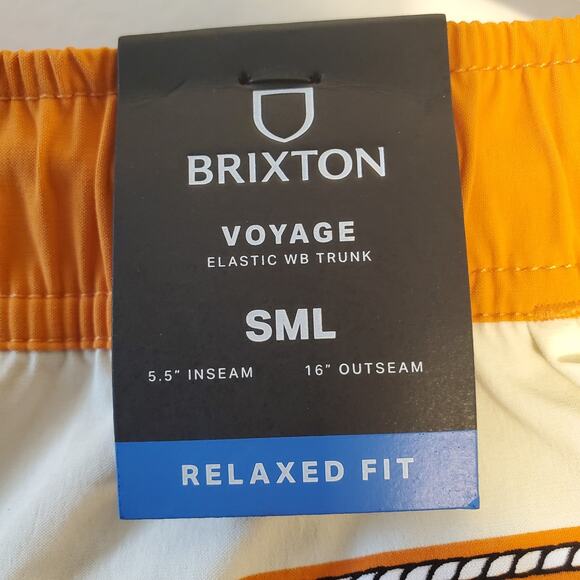 BRIXTON
VOYAGE
ELASTIC WB TRUNK
SML
5.5" INSEAM 16" OUTSEAM
RELAXED FIT